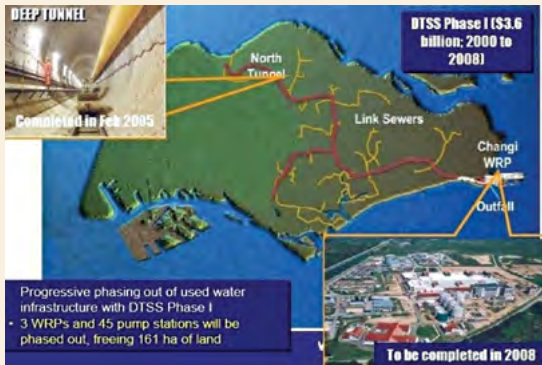 DEEP TUNNEL
Completed in Feb 2005
DTSS Phase I ($3.6
billion; 2000 to
2008)
North
Tunnel
Link Sewers
Changi
WRP
Outfall
Progressive phasing out of used water
infrastructure with DTSS Phase I
• 3 WRPs and 45 pump stations will be
phased out, freeing 161 ha of land
To be completed in 2008